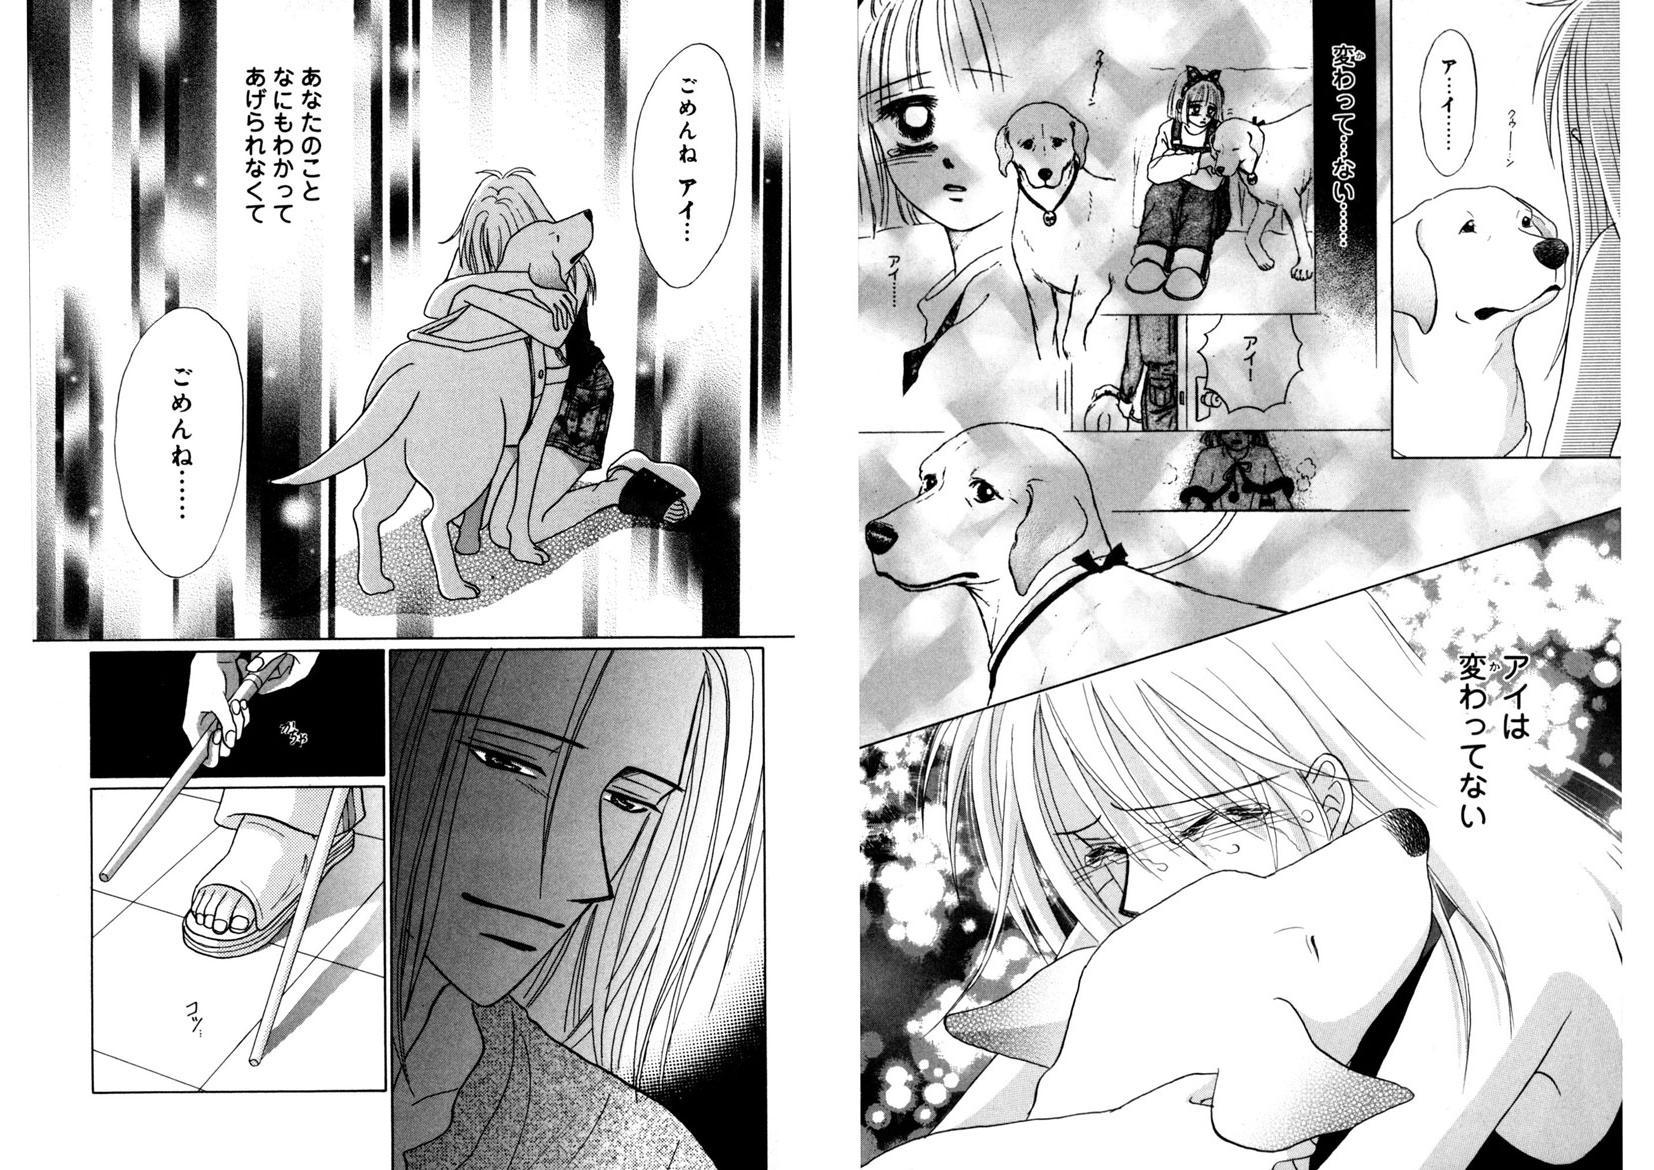 ア…イ……
クゥーン
変わって…ない……
クゥーン
アイ……
アイー
アイは
変わってない
ごめんね アイ…
あなたのこと
なにもわかって
あげられなくて
ごめんね……
コツ…